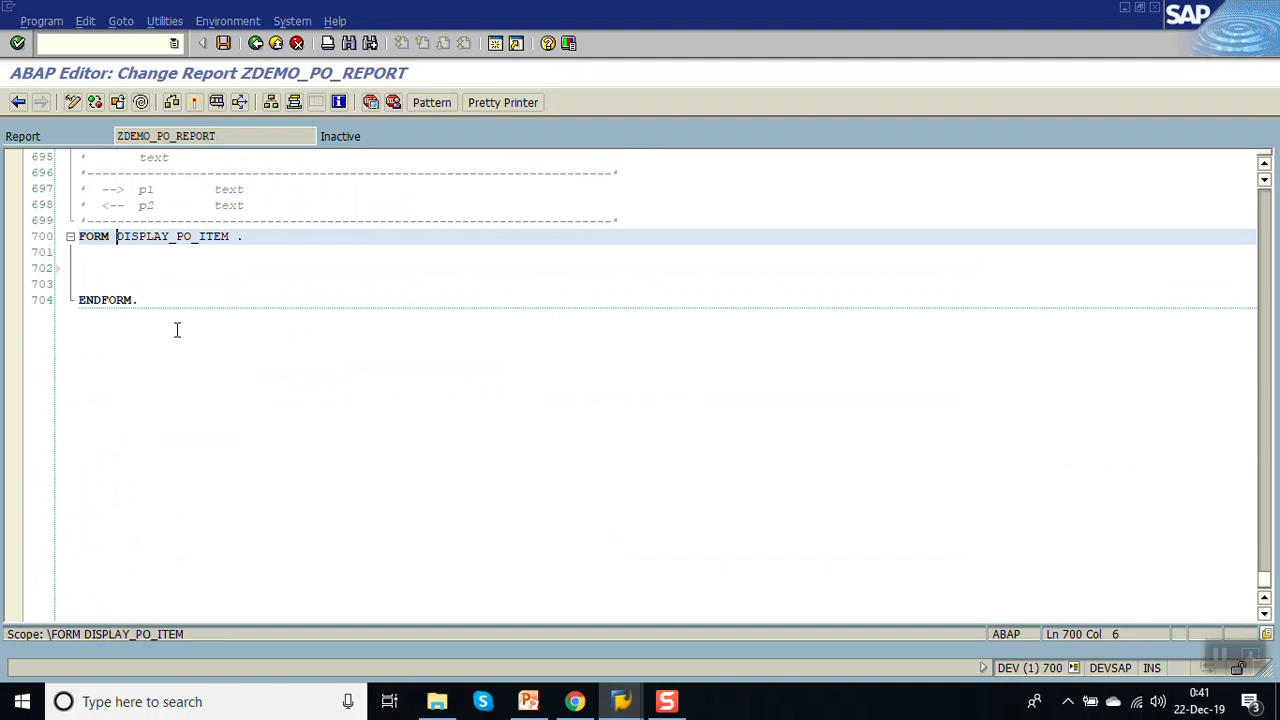 Program Edit Goto Utilities Environment System Help
SAP
ABAP Editor: Change Report ZDEMO_PO_REPORT
Pattern Pretty Printer
Report ZDEMO_PO_REPORT Inactive
695 * text
696 *----------------------------------------------------------------------*
697 * --> p1 text
698 * <-- p2 text
699 *----------------------------------------------------------------------*
700 FORM DISPLAY_PO_ITEM .
701
702
703
704 ENDFORM.
Scope: \FORM DISPLAY_PO_ITEM ABAP Ln 700 Col 6
DEV (1) 700 DEVSAP INS
Type here to search
0:41
22-Dec-19
3